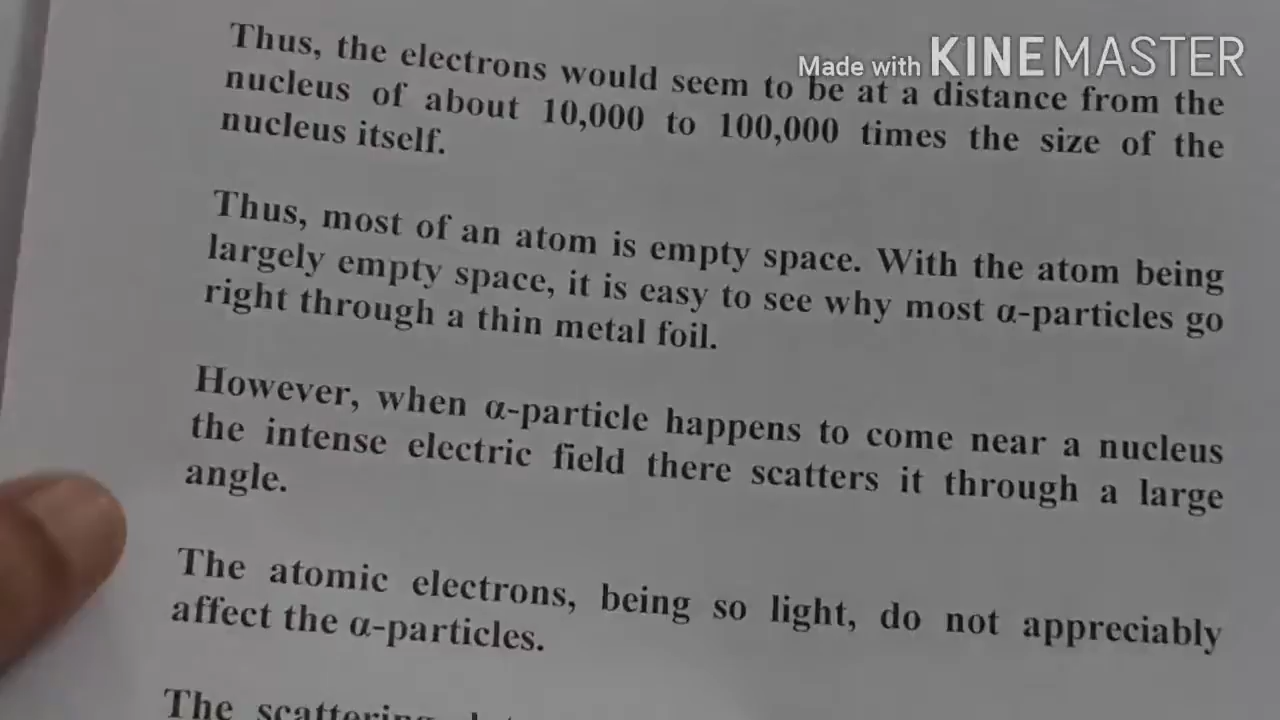 Made with KINEMASTER
Thus, the electrons would seem to be at a distance from the
nucleus of about 10,000 to 100,000 times the size of the
nucleus itself.
Thus, most of an atom is empty space. With the atom being
largely empty space, it is easy to see why most α-particles go
right through a thin metal foil.
However, when α-particle happens to come near a nucleus
the intense electric field there scatters it through a large
angle.
The atomic electrons, being so light, do not appreciably
affect the α-particles.
The scattering